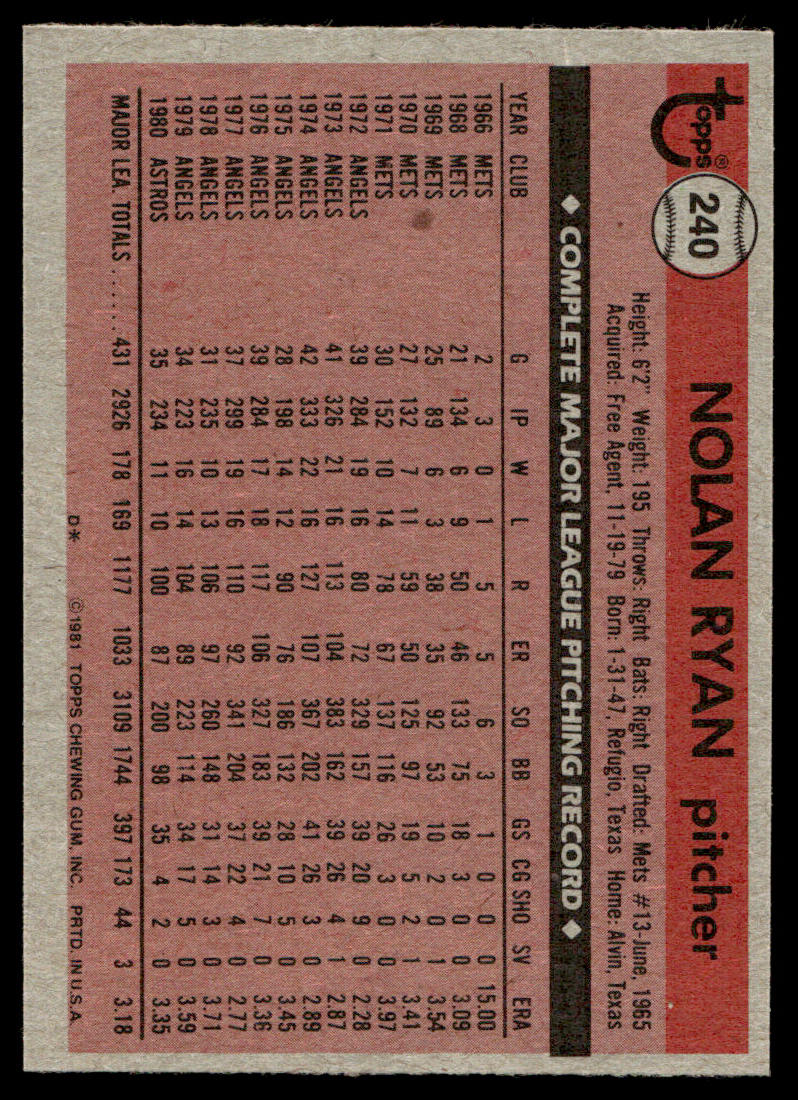 topps®
240
NOLAN RYAN pitcher
Height: 6'2" Weight: 195 Throws: Right Bats: Right Drafted: Mets #13-June, 1965
Acquired: Free Agent, 11-19-79 Born: 1-31-47, Refugio, Texas Home: Alvin, Texas
◆ COMPLETE MAJOR LEAGUE PITCHING RECORD ◆
YEAR CLUB G IP W L R ER SO BB GS CG SHO SV ERA
1966 METS 2 3 0 1 5 5 6 3 1 0 0 0 15.00
1968 METS 21 134 6 9 50 46 133 75 18 3 0 0 3.09
1969 METS 25 89 6 3 38 35 92 53 10 2 0 1 3.54
1970 METS 27 132 7 11 59 50 125 97 19 5 2 1 3.41
1971 METS 30 152 10 14 78 67 137 116 26 3 0 0 3.97
1972 ANGELS 39 284 19 16 80 72 329 157 39 20 9 0 2.28
1973 ANGELS 41 326 21 16 113 104 383 162 39 26 4 1 2.87
1974 ANGELS 42 333 22 16 127 107 367 202 41 26 3 0 2.89
1975 ANGELS 28 198 14 12 90 76 186 132 28 10 5 0 3.45
1976 ANGELS 39 284 17 18 117 106 327 183 39 21 7 0 3.36
1977 ANGELS 37 299 19 16 110 92 341 204 37 22 4 0 2.77
1978 ANGELS 31 235 10 13 106 97 260 148 31 14 3 0 3.71
1979 ANGELS 34 223 16 14 104 89 223 114 34 17 5 0 3.59
1980 ASTROS 35 234 11 10 100 87 200 98 35 4 2 0 3.35
MAJOR LEA. TOTALS ...... 431 2926 178 169 1177 1033 3109 1744 397 173 44 3 3.18
D* ©1981 TOPPS CHEWING GUM, INC. PRTD. IN U.S.A.